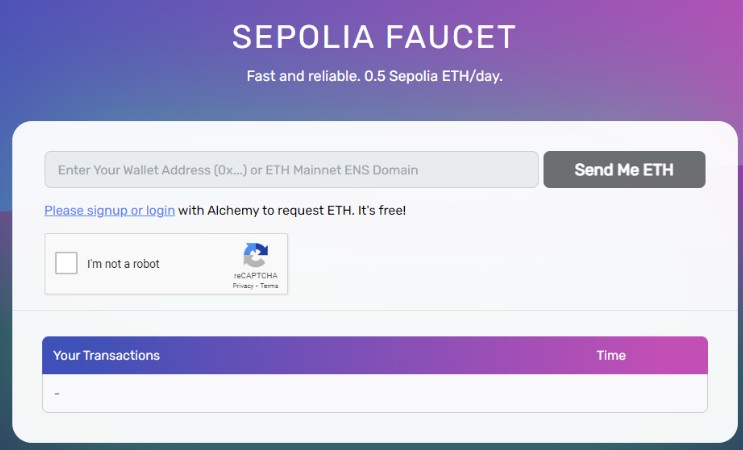 SEPOLIA FAUCET
Fast and reliable. 0.5 Sepolia ETH/day.
Enter Your Wallet Address (0x...) or ETH Mainnet ENS Domain
Send Me ETH
Please signup or login with Alchemy to request ETH. It's free!
I'm not a robot
reCAPTCHA
Privacy - Terms
Your Transactions Time
-